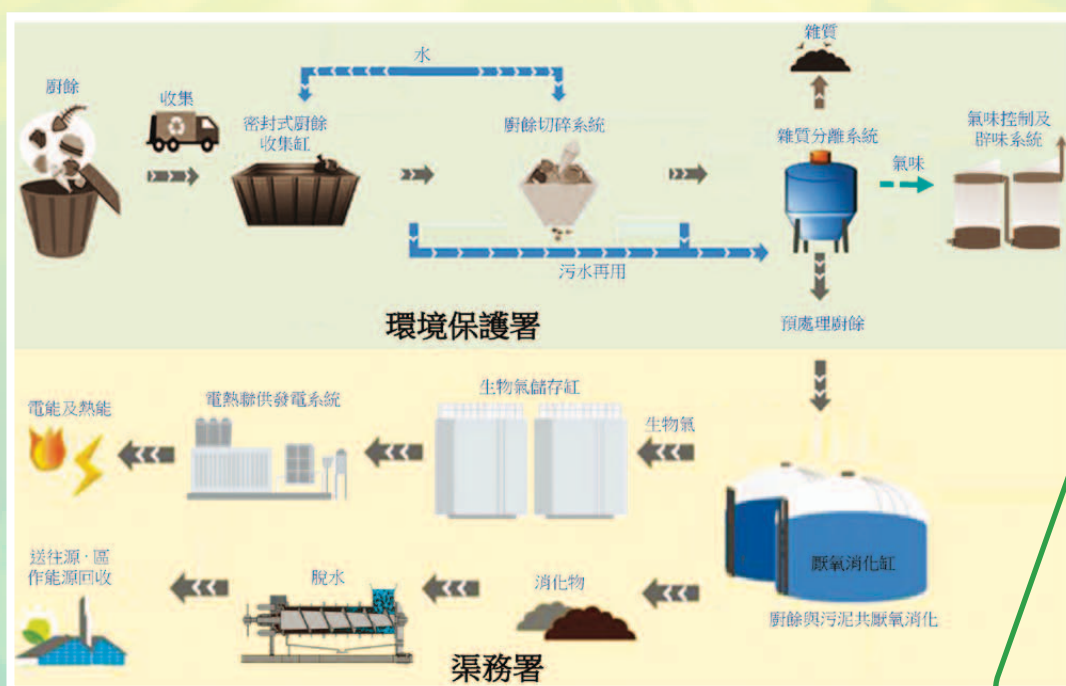 雜質
水
廚餘
收集
密封式廚餘
收集缸
廚餘切碎系統
雜質分離系統
氣味控制及
辟味系統
氣味
污水再用
環境保護署
預處理廚餘
生物氣儲存缸
電熱聯供發電系統
電能及熱能
生物氣
厭氧消化缸
送往源·區
作能源回收
脫水
消化物
廚餘與污泥共厭氧消化
渠務署